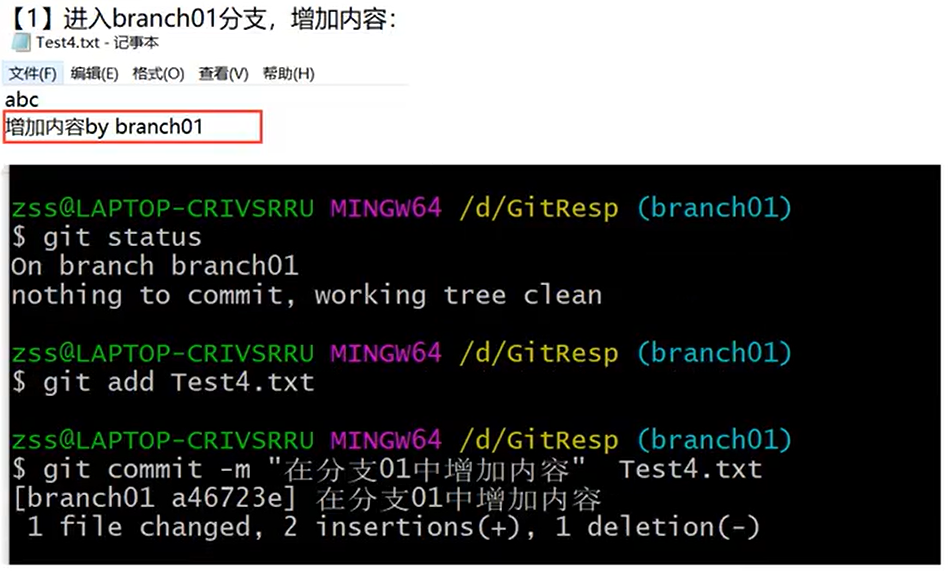 【1】进入branch01分支，增加内容：
Test4.txt - 记事本
文件(F) 编辑(E) 格式(O) 查看(V) 帮助(H)
abc
增加内容by branch01
zss@LAPTOP-CRIVSRRU MINGW64 /d/GitResp (branch01)
$ git status
On branch branch01
nothing to commit, working tree clean
zss@LAPTOP-CRIVSRRU MINGW64 /d/GitResp (branch01)
$ git add Test4.txt
zss@LAPTOP-CRIVSRRU MINGW64 /d/GitResp (branch01)
$ git commit -m "在分支01中增加内容" Test4.txt
[branch01 a46723e] 在分支01中增加内容
1 file changed, 2 insertions(+), 1 deletion(-)